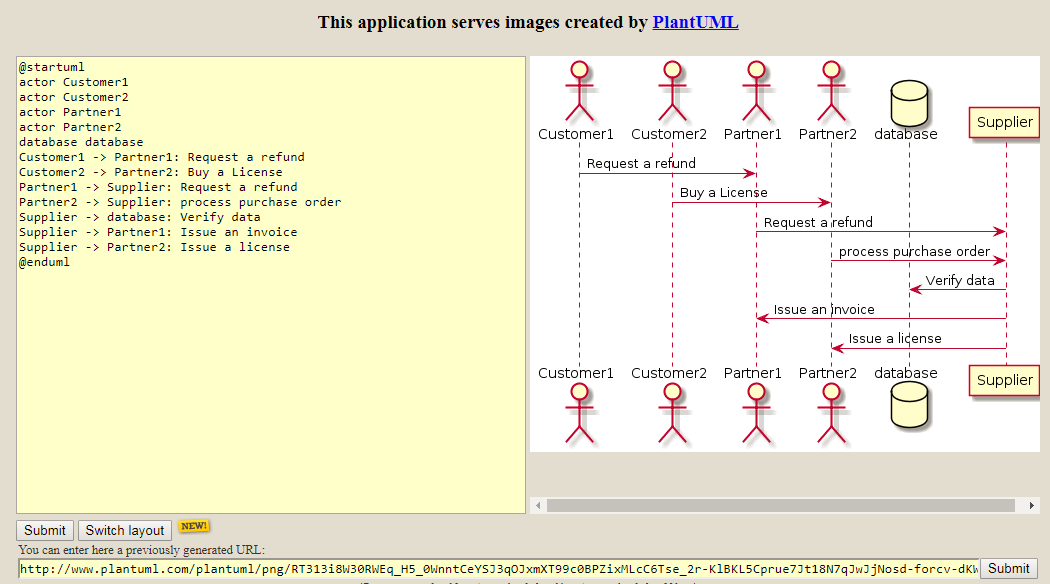 This application serves images created by PlantUML
@startuml
actor Customer1
actor Customer2
actor Partner1
actor Partner2
database database
Customer1 -> Partner1: Request a refund
Customer2 -> Partner2: Buy a License
Partner1 -> Supplier: Request a refund
Partner2 -> Supplier: process purchase order
Supplier -> database: Verify data
Supplier -> Partner1: Issue an invoice
Supplier -> Partner2: Issue a license
@enduml
Customer1 Customer2 Partner1 Partner2 database Supplier
Request a refund
Buy a License
Request a refund
process purchase order
Verify data
Issue an invoice
Issue a license
Customer1 Customer2 Partner1 Partner2 database Supplier
Submit Switch layout NEW!
You can enter here a previously generated URL:
http://www.plantuml.com/plantuml/png/RT313i8W30RWEq_H5_0WnntCeYSJ3qOJxmXT99c0BPZixMLcC6Tse_2r-KlBKL5Cprue7Jt18N7qJwJjNosd-forcv-dKW Submit